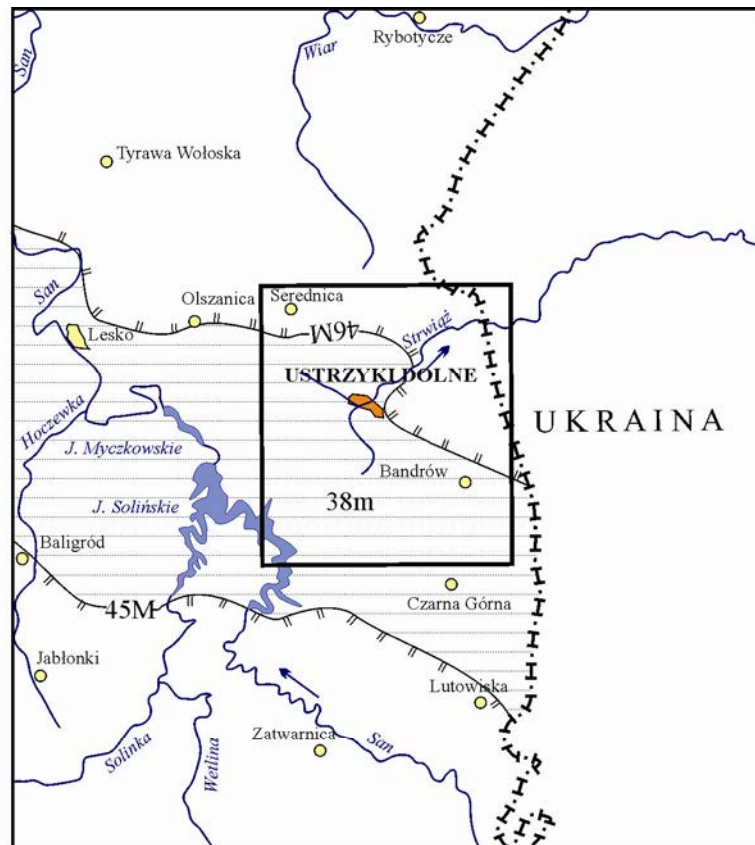 San
Wiar
Rybotycze
Tyrawa Wołoska
San
Olszanica
Serednica
Lesko
46M
Strwiąż
USTRZYKI DOLNE
Hoczewka
UKRAINA
J. Myczkowskie
Bandrów
J. Solińskie
38m
Baligród
Czarna Górna
45M
Jabłonki
Lutowiska
Zatwarnica
Solinka
Wetlina
San